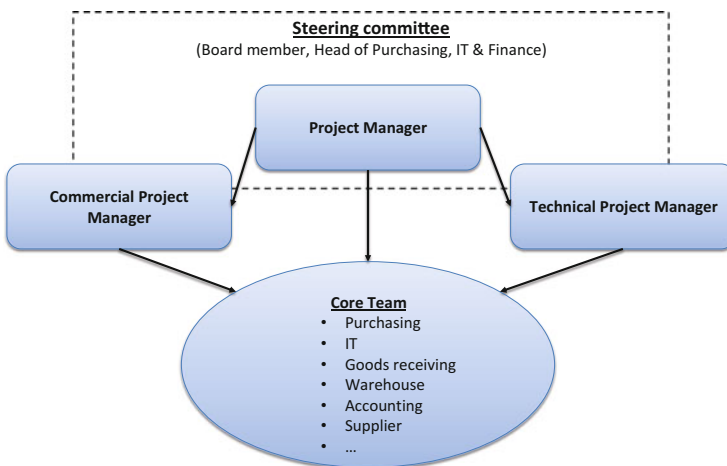 Steering committee
(Board member, Head of Purchasing, IT & Finance)
Project Manager
Commercial Project
Manager
Technical Project Manager
Core Team
• Purchasing
• IT
• Goods receiving
• Warehouse
• Accounting
• Supplier
• ...